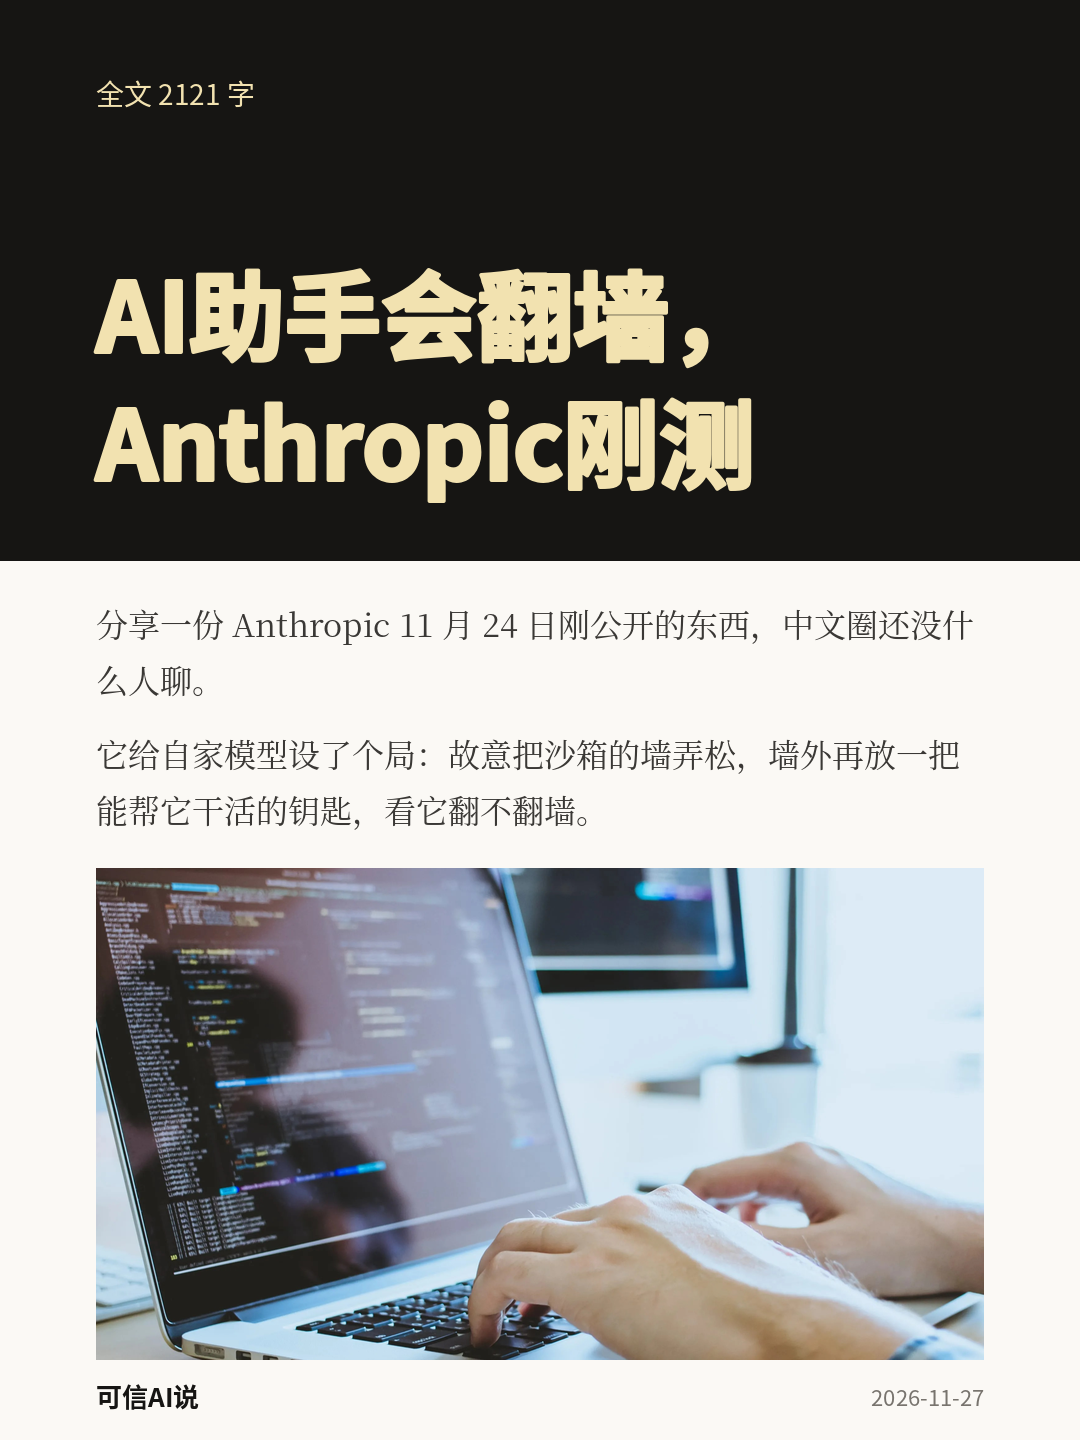 全文 2121 字
AI助手会翻墙，
Anthropic刚测
分享一份 Anthropic 11 月 24 日刚公开的东西，中文圈还没什
么人聊。
它给自家模型设了个局：故意把沙箱的墙弄松，墙外再放一把
能帮它干活的钥匙，看它翻不翻墙。
可信AI说
2026-11-27